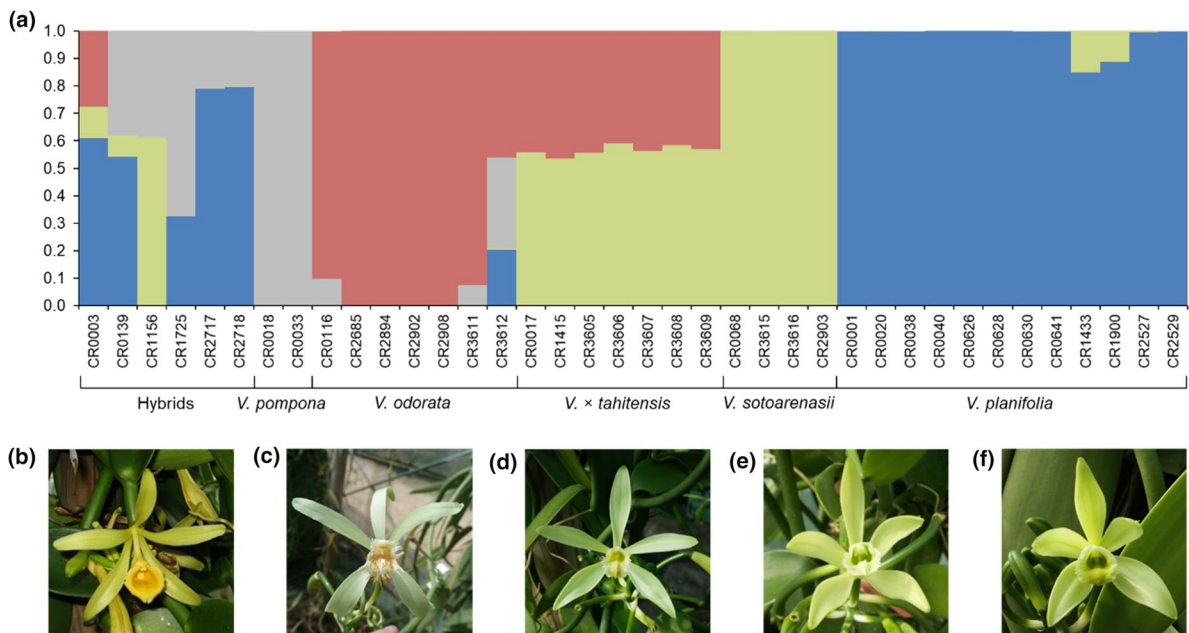 (a)
1.0
0.9
0.8
0.7
0.6
0.5
0.4
0.3
0.2
0.1
0.0
CR0003
CR0139
CR1156
CR1725
CR2717
CR2718
CR0018
CR0033
CR0116
CR2685
CR2894
CR2902
CR2908
CR3611
CR3612
CR0017
CR1415
CR3605
CR3606
CR3607
CR3608
CR3609
CR0068
CR3615
CR3616
CR2903
CR0001
CR0020
CR0038
CR0040
CR0626
CR0628
CR0630
CR0641
CR1433
CR1900
CR2527
CR2529
Hybrids V. pompona V. odorata V. × tahitensis V. sotoarenasii V. planifolia
(b) (c) (d) (e) (f)